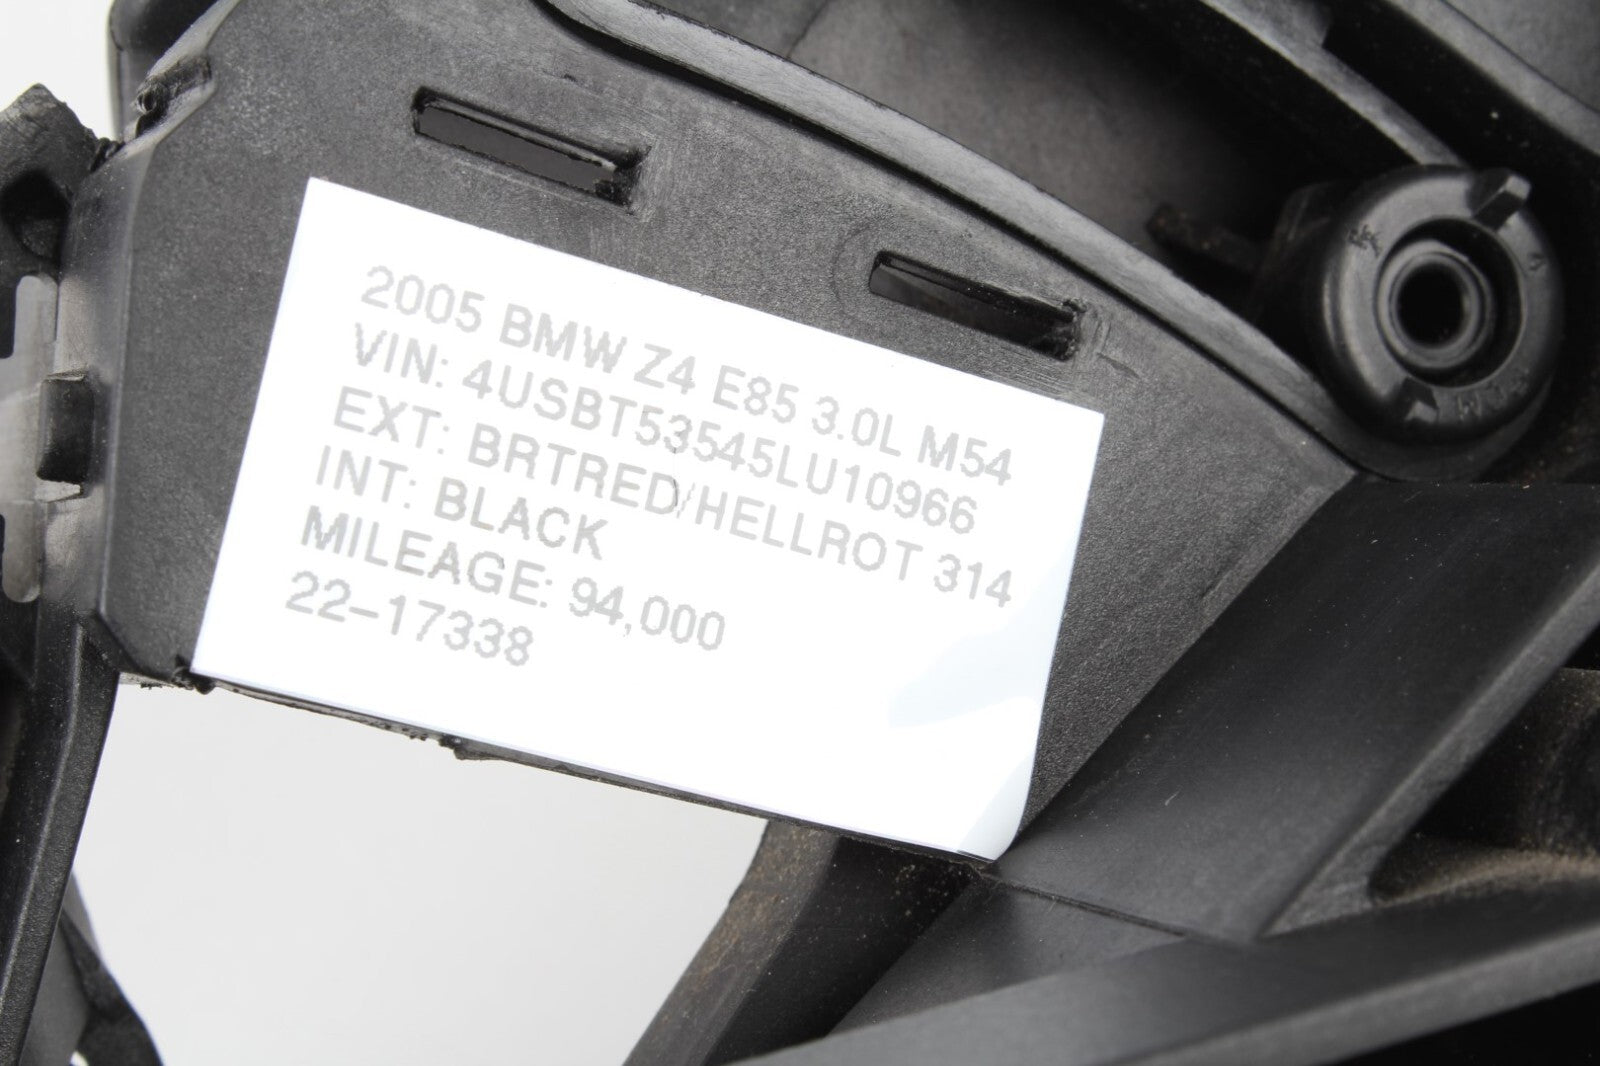 2005 BMW Z4 E85 3.0L M54
VIN: 4USBT53545LU10966
EXT: BRTRED/HELLROT 314
INT: BLACK
MILEAGE: 94,000
22-17338